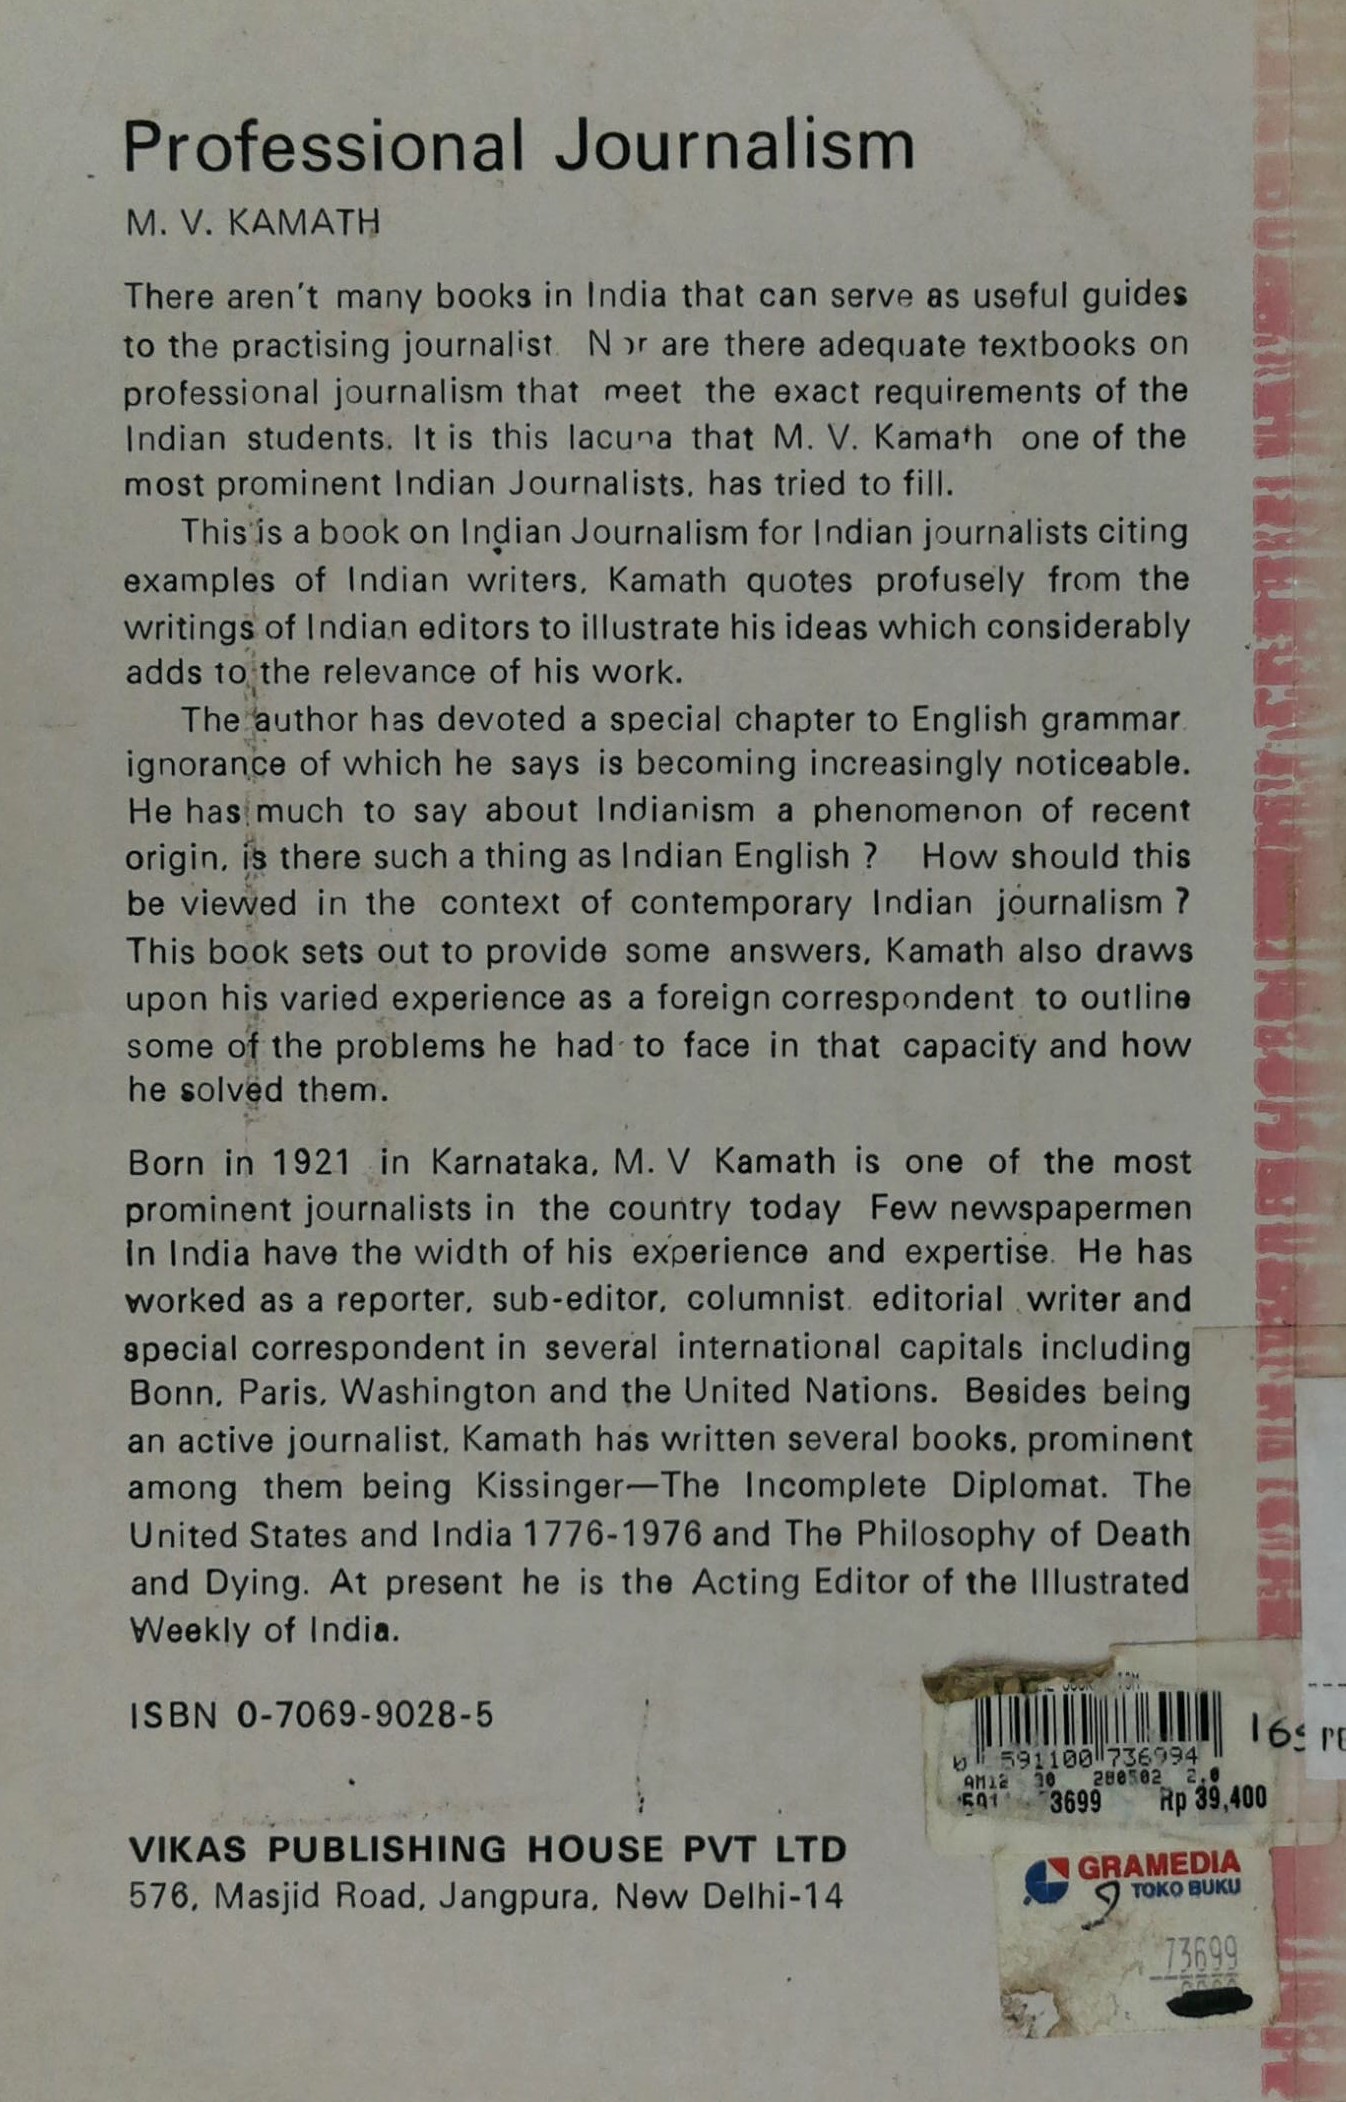 Professional Journalism
M. V. KAMATH
There aren't many books in India that can serve as useful guides
to the practising journalist Nor are there adequate textbooks on
professional journalism that meet the exact requirements of the
Indian students. It is this lacuna that M. V. Kamath one of the
most prominent Indian Journalists, has tried to fill.
This is a book on Indian Journalism for Indian journalists citing
examples of Indian writers, Kamath quotes profusely from the
writings of Indian editors to illustrate his ideas which considerably
adds to the relevance of his work.
The author has devoted a special chapter to English grammar
ignorance of which he says is becoming increasingly noticeable.
He has much to say about Indianism a phenomenon of recent
origin, is there such a thing as Indian English ? How should this
be viewed in the context of contemporary Indian journalism ?
This book sets out to provide some answers, Kamath also draws
upon his varied experience as a foreign correspondent to outline
some of the problems he had to face in that capacity and how
he solved them.
Born in 1921 in Karnataka, M. V Kamath is one of the most
prominent journalists in the country today Few newspapermen
in India have the width of his experience and expertise. He has
worked as a reporter, sub-editor, columnist. editorial writer and
special correspondent in several international capitals including
Bonn, Paris, Washington and the United Nations. Besides being
an active journalist, Kamath has written several books, prominent
among them being Kissinger—The Incomplete Diplomat. The
United States and India 1776-1976 and The Philosophy of Death
and Dying. At present he is the Acting Editor of the Illustrated
Weekly of India.
ISBN 0-7069-9028-5
591100 736994
AM12 30 280502 2.0
591 3699 Rp 39,400
VIKAS PUBLISHING HOUSE PVT LTD
576, Masjid Road, Jangpura, New Delhi-14
GRAMEDIA
TOKO BUKU
73699